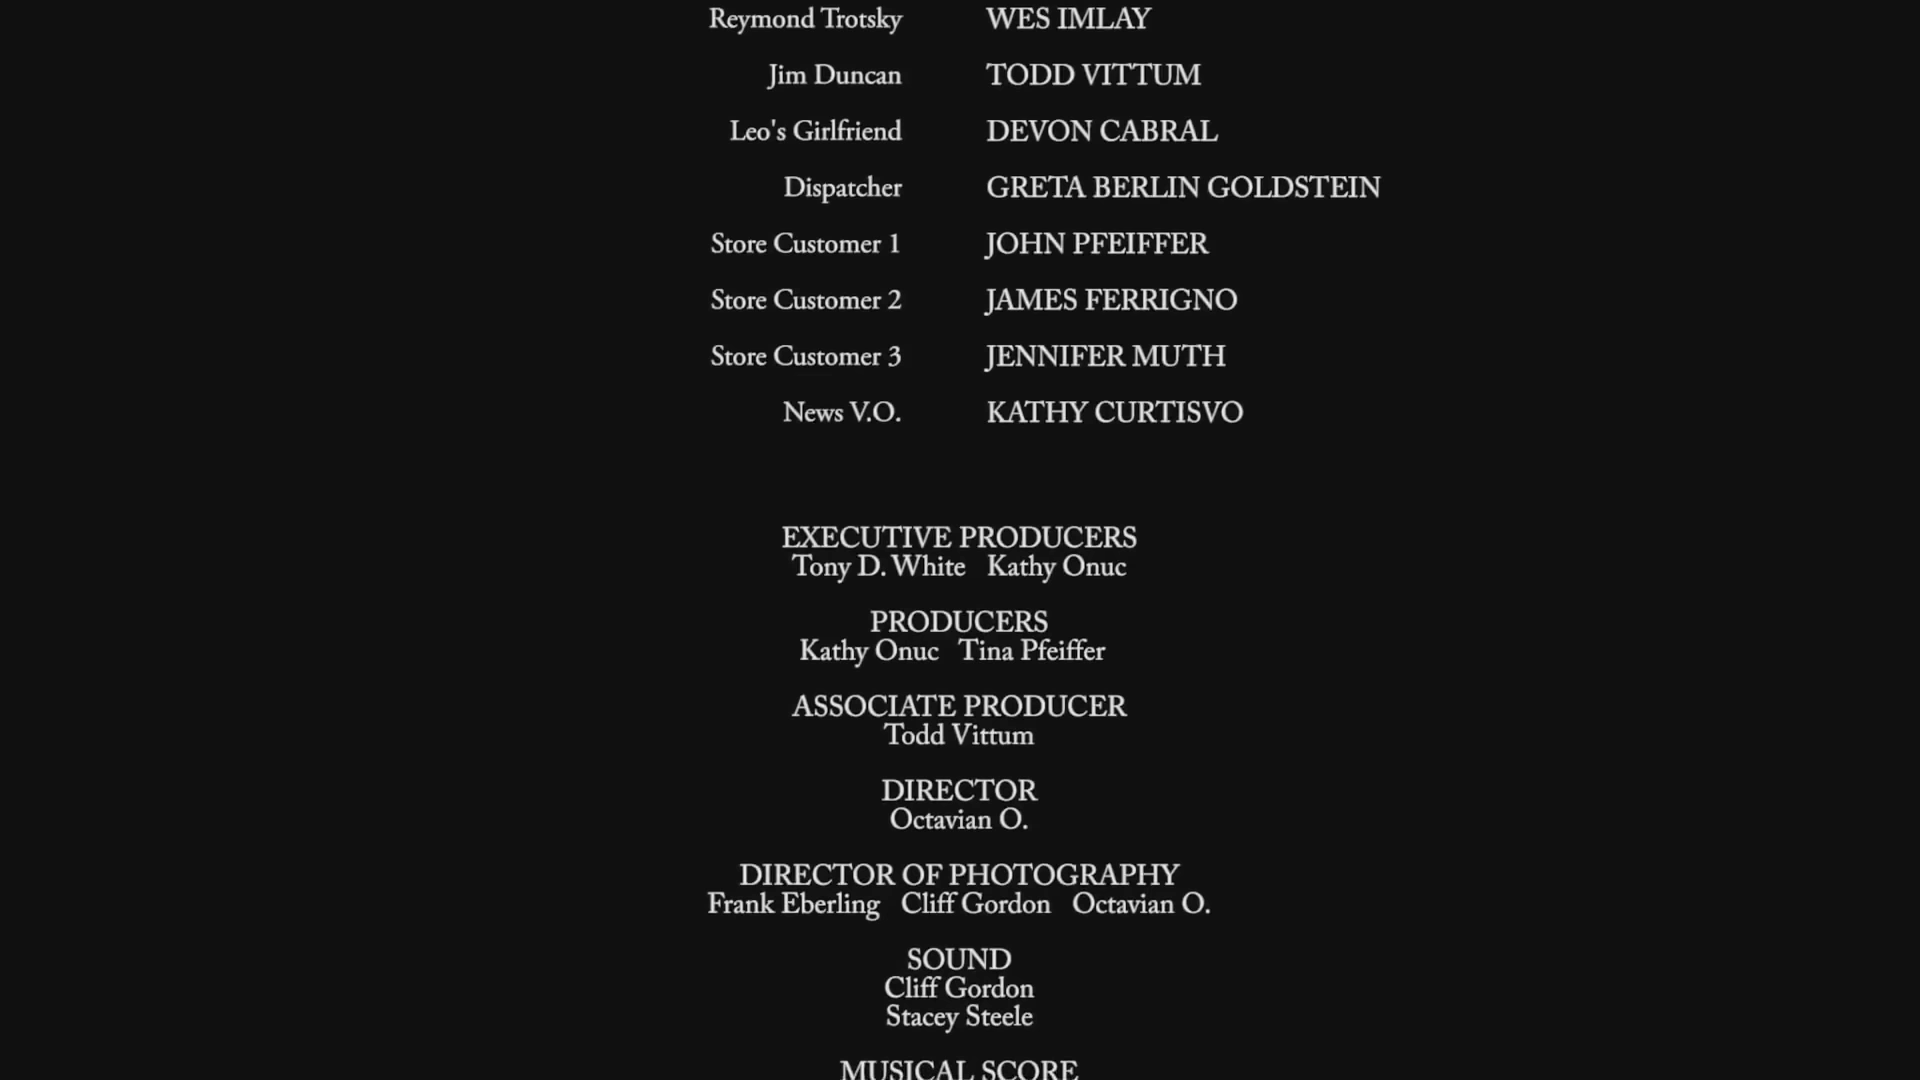 Reymond Trotsky WES IMLAY
Jim Duncan TODD VITTUM
Leo's Girlfriend DEVON CABRAL
Dispatcher GRETA BERLIN GOLDSTEIN
Store Customer 1 JOHN PFEIFFER
Store Customer 2 JAMES FERRIGNO
Store Customer 3 JENNIFER MUTH
News V.O. KATHY CURTISVO
EXECUTIVE PRODUCERS
Tony D. White Kathy Onuc
PRODUCERS
Kathy Onuc Tina Pfeiffer
ASSOCIATE PRODUCER
Todd Vittum
DIRECTOR
Octavian O.
DIRECTOR OF PHOTOGRAPHY
Frank Eberling Cliff Gordon Octavian O.
SOUND
Cliff Gordon
Stacey Steele
MUSICAL SCORE